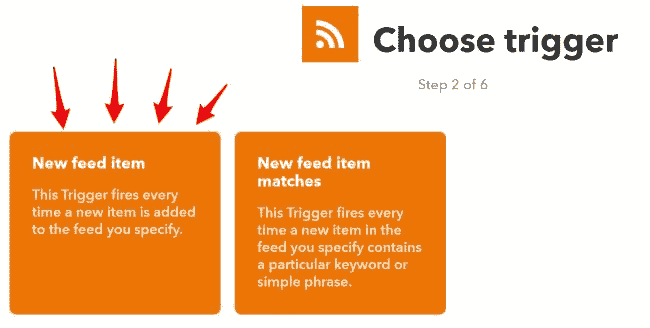 Choose trigger
Step 2 of 6
New feed item
This Trigger fires every
time a new item is added
to the feed you specify.
New feed item
matches
This Trigger fires every
time a new item in the
feed you specify contains
a particular keyword or
simple phrase.